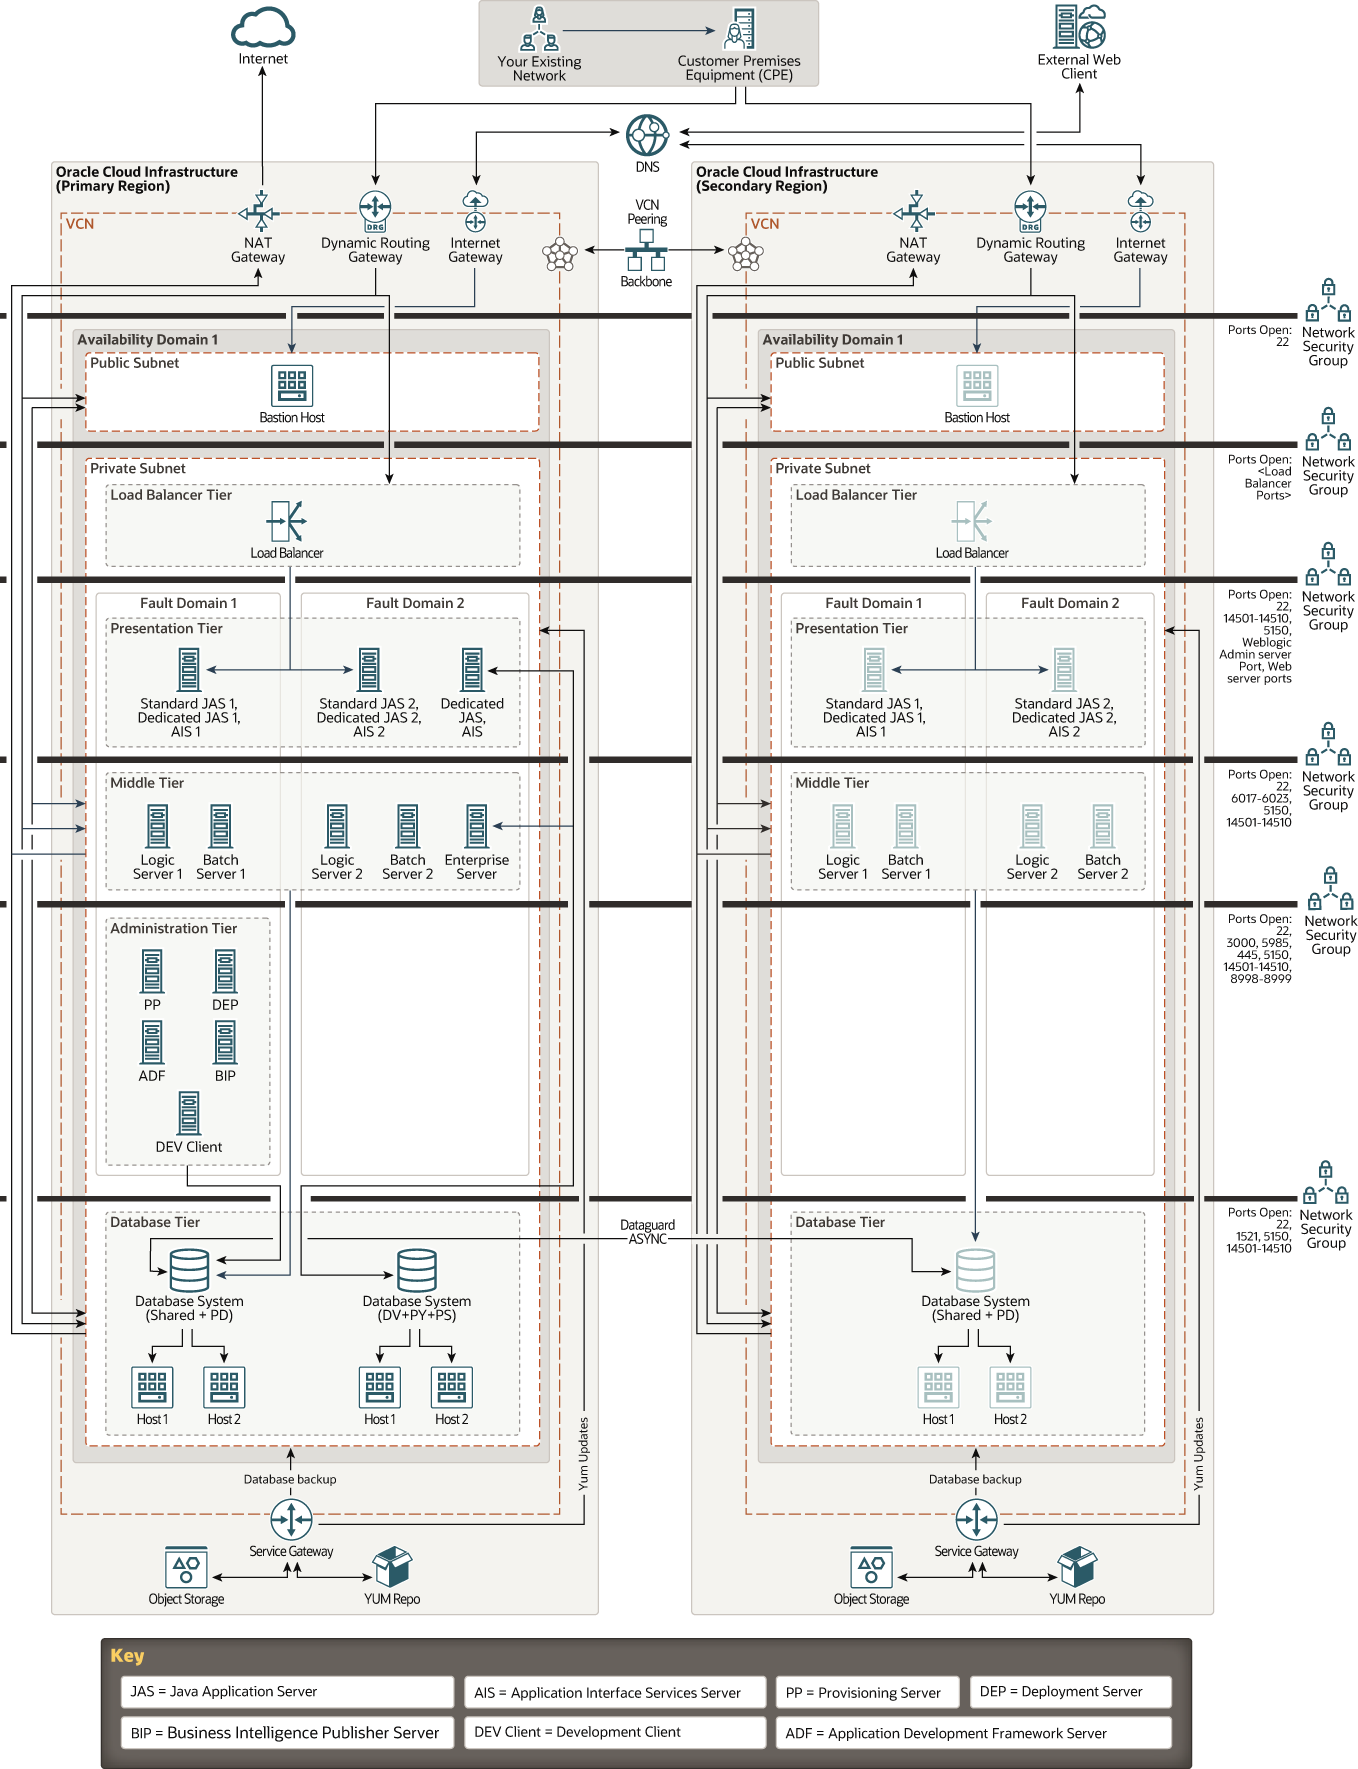 Internet
Your Existing
Network
Customer Premises
Equipment (CPE)
External Web
Client
DNS
Oracle Cloud Infrastructure
(Primary Region)
VCN
NAT
Gateway
Dynamic Routing
Gateway
DRG
Internet
Gateway
VCN
Peering
Backbone
Oracle Cloud Infrastructure
(Secondary Region)
VCN
NAT
Gateway
DRG
Dynamic Routing
Gateway
Internet
Gateway
Availability Domain 1
Public Subnet
Bastion Host
Private Subnet
Load Balancer Tier
Load Balancer
Fault Domain 1
Fault Domain 2
Presentation Tier
Standard JAS 1,
Dedicated JAS 1,
AIS 1
Standard JAS 2,
Dedicated JAS 2,
AIS 2
Dedicated
JAS,
AIS
Middle Tier
Logic
Server 1
Batch
Server 1
Logic
Server 2
Batch
Server 2
Enterprise
Server
Administration Tier
PP
DEP
ADF
BIP
DEV Client
Database Tier
Database System
(Shared + PD)
Database System
(DV+PY+PS)
Host 1
Host 2
Host 1
Host 2
Database backup
Yum Updates
Service Gateway
Object Storage
YUM Repo
Dataguard
ASYNC
Availability Domain 1
Public Subnet
Bastion Host
Private Subnet
Load Balancer Tier
Load Balancer
Fault Domain 1
Fault Domain 2
Presentation Tier
Standard JAS 1,
Dedicated JAS 1,
AIS 1
Standard JAS 2,
Dedicated JAS 2,
AIS 2
Middle Tier
Logic
Server 1
Batch
Server 1
Logic
Server 2
Batch
Server 2
Database Tier
Database System
(Shared + PD)
Host 1
Host 2
Database backup
Yum Updates
Service Gateway
Object Storage
YUM Repo
Ports Open:
22
Network
Security
Group
Ports Open:
<Load
Balancer
Ports>
Network
Security
Group
Ports Open:
22,
14501-14510,
5150,
Weblogic
Admin server
Port, Web
server ports
Network
Security
Group
Ports Open:
22,
6017-6023,
5150,
14501-14510
Network
Security
Group
Ports Open:
22,
3000, 5985,
445, 5150,
14501-14510,
8998-8999
Network
Security
Group
Ports Open:
22,
1521, 5150,
14501-14510
Network
Security
Group
Key
JAS = Java Application Server
AIS = Application Interface Services Server
PP = Provisioning Server
DEP = Deployment Server
BIP = Business Intelligence Publisher Server
DEV Client = Development Client
ADF = Application Development Framework Server